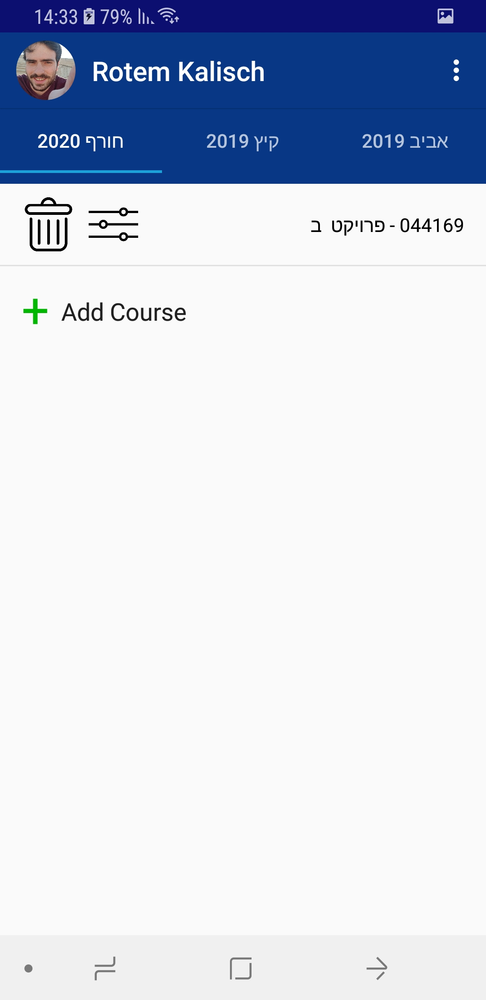 14:33 79%
Rotem Kalisch
חורף 2020
קיץ 2019
אביב 2019
044169 - פרויקט ב
Add Course